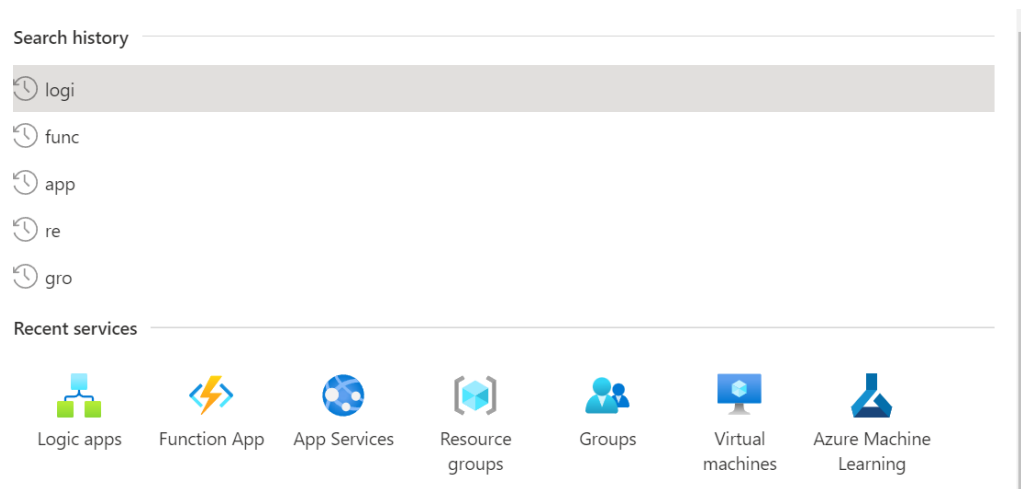 Search history
logi
func
app
re
gro
Recent services
Logic apps
Function App
App Services
Resource
groups
Groups
Virtual
machines
Azure Machine
Learning